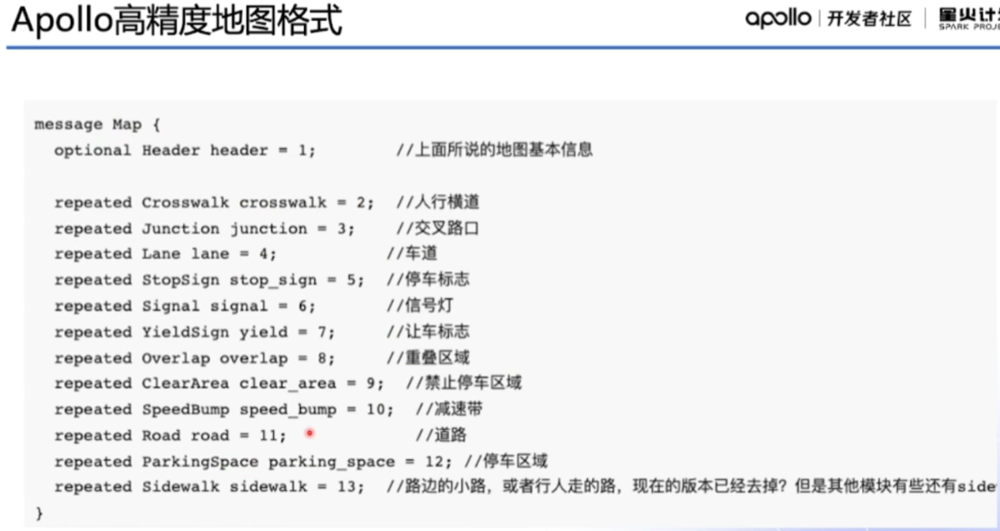 Apollo高精度地图格式
apollo | 开发者社区 | 星火计
SPARK PROJE
message Map {
optional Header header = 1; //上面所说的地图基本信息
repeated Crosswalk crosswalk = 2; //人行横道
repeated Junction junction = 3; //交叉路口
repeated Lane lane = 4; //车道
repeated StopSign stop_sign = 5; //停车标志
repeated Signal signal = 6; //信号灯
repeated YieldSign yield = 7; //让车标志
repeated Overlap overlap = 8; //重叠区域
repeated ClearArea clear_area = 9; //禁止停车区域
repeated SpeedBump speed_bump = 10; //减速带
repeated Road road = 11; //道路
repeated ParkingSpace parking_space = 12; //停车区域
repeated Sidewalk sidewalk = 13; //路边的小路，或者行人走的路，现在的版本已经去掉？但是其他模块有些还有side
}